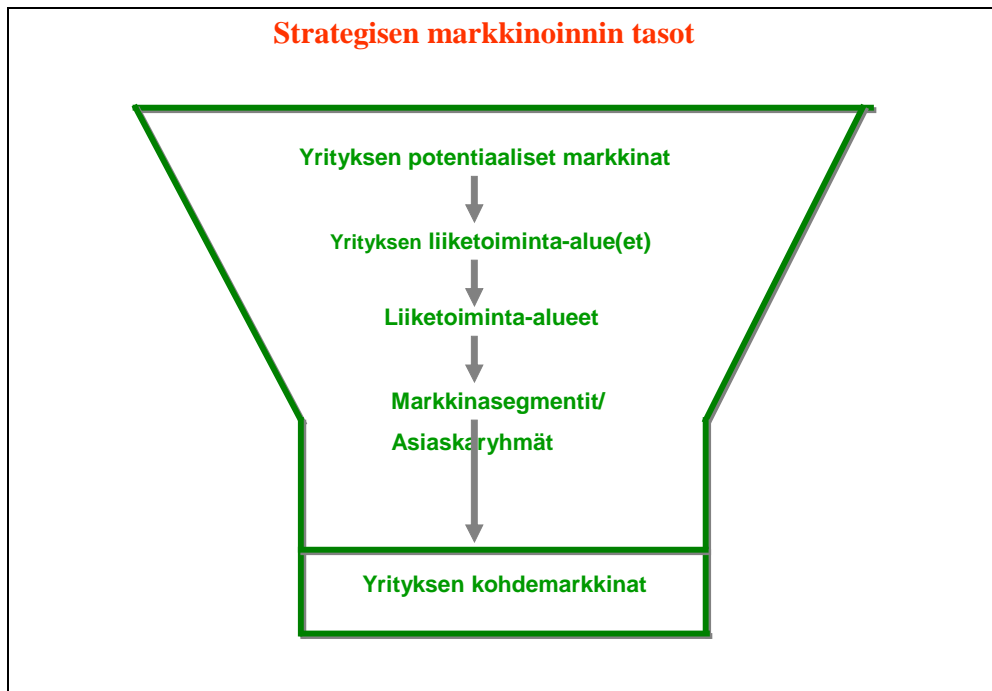 Strategisen markkinoinnin tasot
Yrityksen potentiaaliset markkinat
Yrityksen liiketoiminta-alue(et)
Liiketoiminta-alueet
Markkinasegmentit/
Asiaskaryhmät
Yrityksen kohdemarkkinat